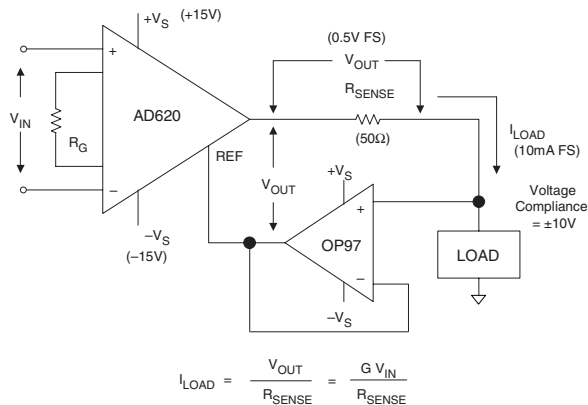 +VS (+15V)
+
VIN
RG
AD620
REF
–
–VS
(–15V)
(0.5V FS)
VOUT
RSENSE
(50Ω)
VOUT
ILOAD
(10mA FS)
Voltage
Compliance
= ±10V
+VS
+
OP97
–
–VS
LOAD
ILOAD = VOUT / RSENSE = G VIN / RSENSE